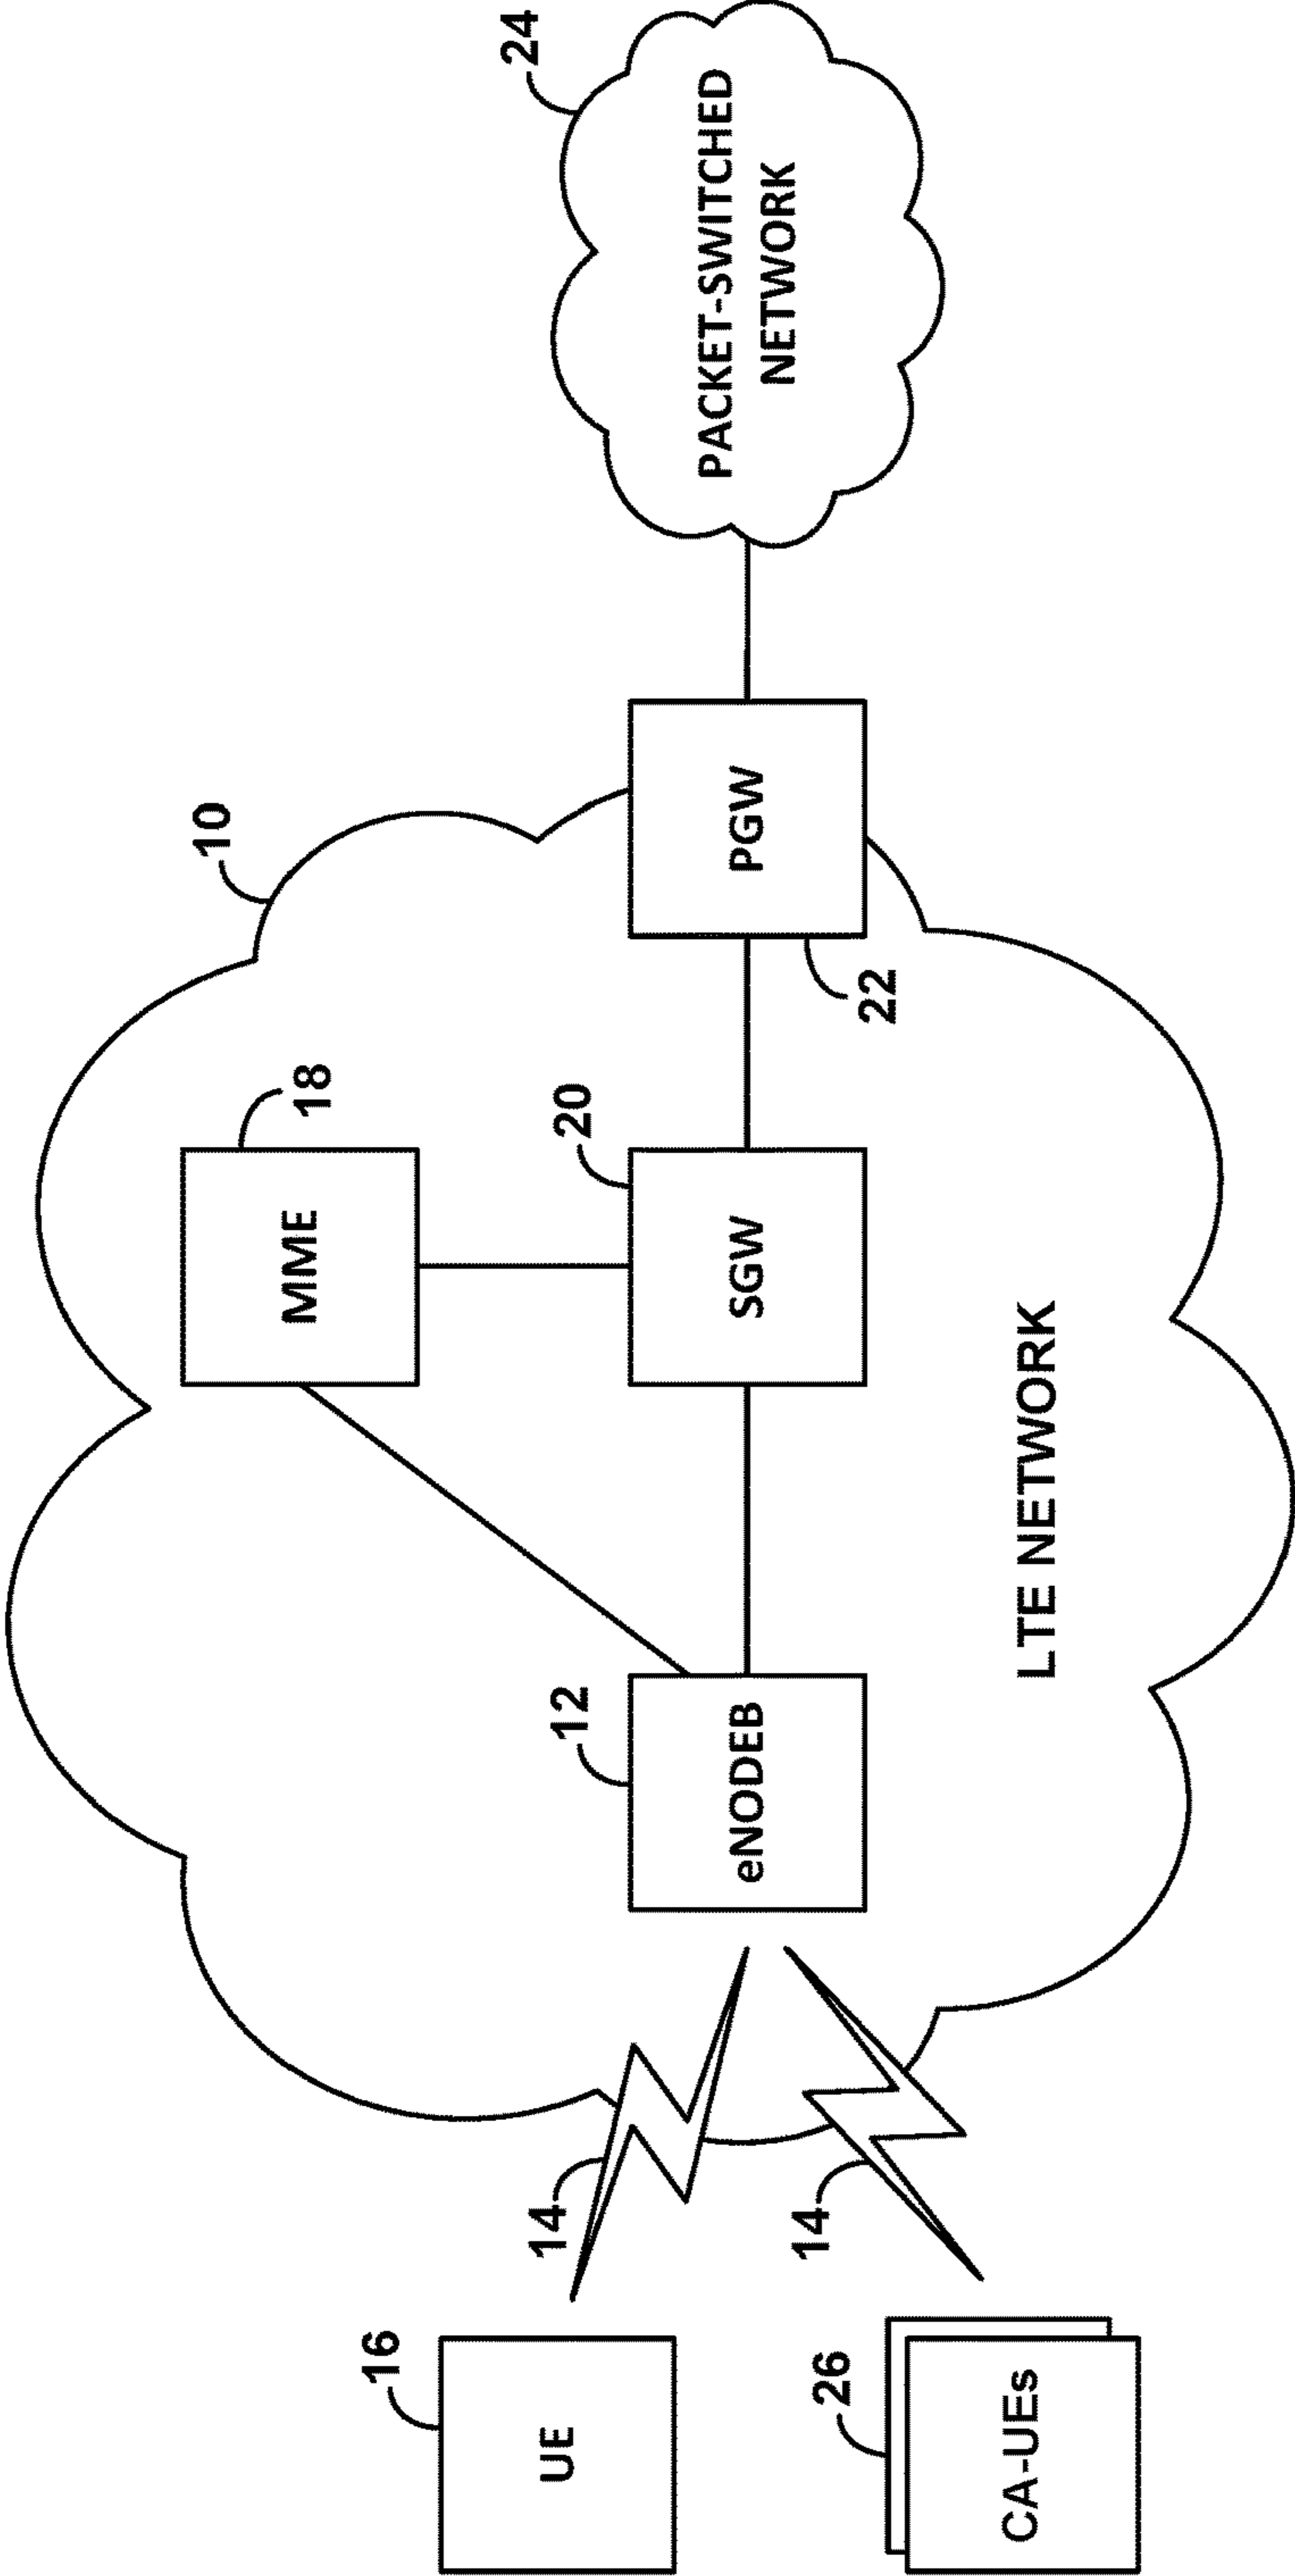 10
24
18
MME
16
UE
14
12
eNODEB
20
SGW
PGW
22
PACKET-SWITCHED
NETWORK
14
26
CA-UEs
LTE NETWORK